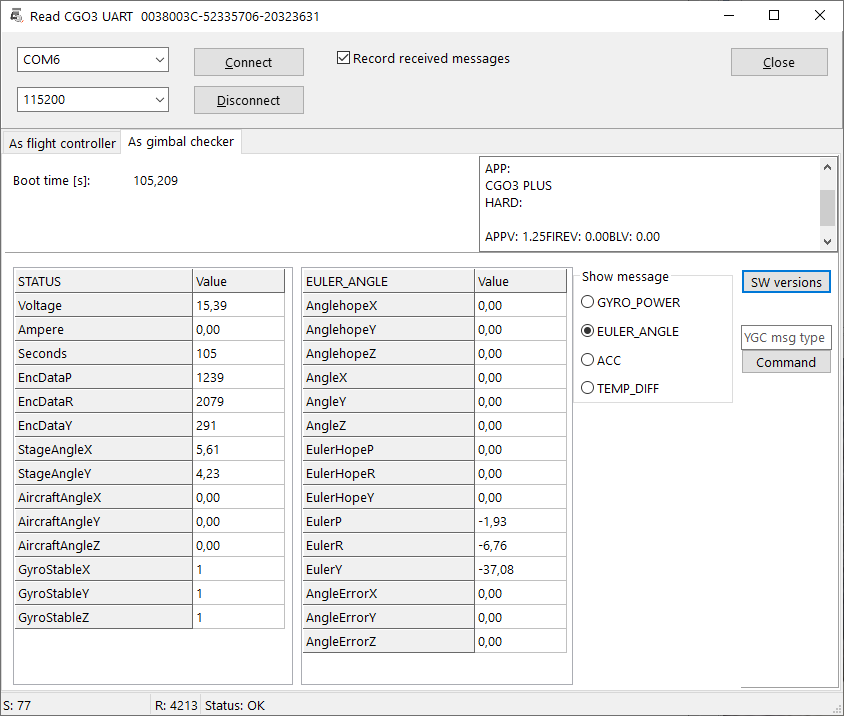 Read CGO3 UART 0038003C-52335706-20323631
COM6
Connect
Record received messages
Close
115200
Disconnect
As flight controller
As gimbal checker
Boot time [s]: 105,209
APP:
CGO3 PLUS
HARD:
APPV: 1.25FIREV: 0.00BLV: 0.00
STATUS Value
Voltage 15,39
Ampere 0,00
Seconds 105
EncDataP 1239
EncDataR 2079
EncDataY 291
StageAngleX 5,61
StageAngleY 4,23
AircraftAngleX 0,00
AircraftAngleY 0,00
AircraftAngleZ 0,00
GyroStableX 1
GyroStableY 1
GyroStableZ 1
EULER_ANGLE Value
AnglehopeX 0,00
AnglehopeY 0,00
AnglehopeZ 0,00
AngleX 0,00
AngleY 0,00
AngleZ 0,00
EulerHopeP 0,00
EulerHopeR 0,00
EulerHopeY 0,00
EulerP -1,93
EulerR -6,76
EulerY -37,08
AngleErrorX 0,00
AngleErrorY 0,00
AngleErrorZ 0,00
Show message
GYRO_POWER
EULER_ANGLE
ACC
TEMP_DIFF
SW versions
YGC msg type
Command
S: 77
R: 4213
Status: OK